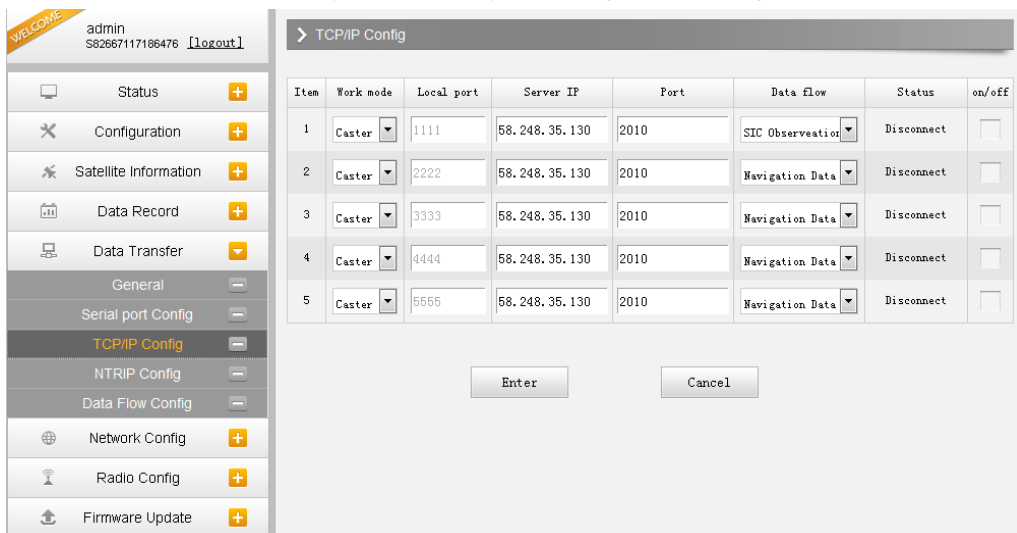 WELCOME
admin
S82667117186476 [logout]
Status
Configuration
Satellite Information
Data Record
Data Transfer
General
Serial port Config
TCP/IP Config
NTRIP Config
Data Flow Config
Network Config
Radio Config
Firmware Update
TCP/IP Config
Item Work mode Local port Server IP Port Data flow Status on/off
1 Caster 1111 58.248.35.130 2010 SIC Observeation Disconnect
2 Caster 2222 58.248.35.130 2010 Navigation Data Disconnect
3 Caster 3333 58.248.35.130 2010 Navigation Data Disconnect
4 Caster 4444 58.248.35.130 2010 Navigation Data Disconnect
5 Caster 5555 58.248.35.130 2010 Navigation Data Disconnect
Enter Cancel